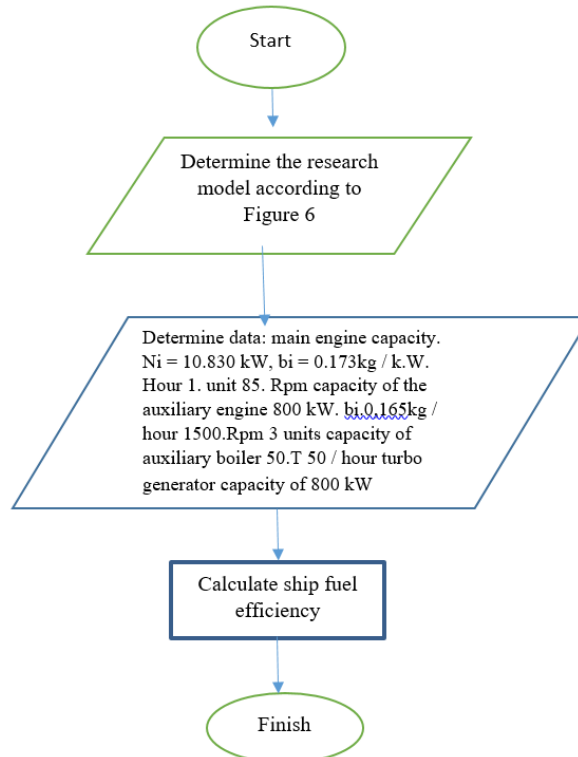 Start
Determine the research
model according to
Figure 6
Determine data: main engine capacity.
Ni = 10.830 kW, bi = 0.173kg / k.W.
Hour 1. unit 85. Rpm capacity of the
auxiliary engine 800 kW. bi.0,165kg /
hour 1500.Rpm 3 units capacity of
auxiliary boiler 50.T 50 / hour turbo
generator capacity of 800 kW
Calculate ship fuel
efficiency
Finish